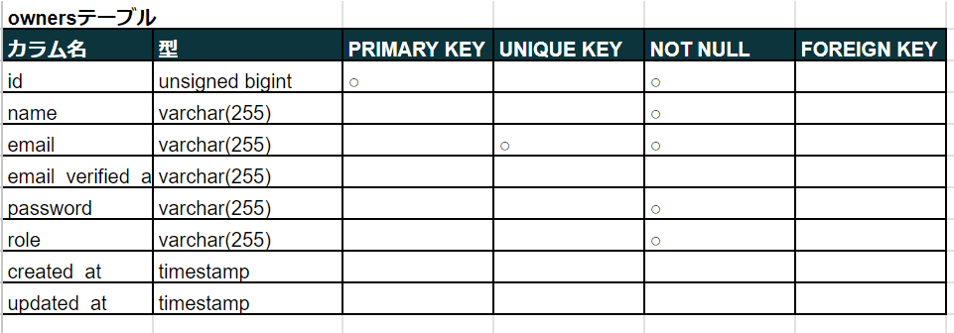 ownersテーブル
カラム名 型 PRIMARY KEY UNIQUE KEY NOT NULL FOREIGN KEY
id unsigned bigint ○ ○
name varchar(255) ○
email varchar(255) ○ ○
email_verified_a varchar(255)
password varchar(255) ○
role varchar(255) ○
created_at timestamp
updated_at timestamp